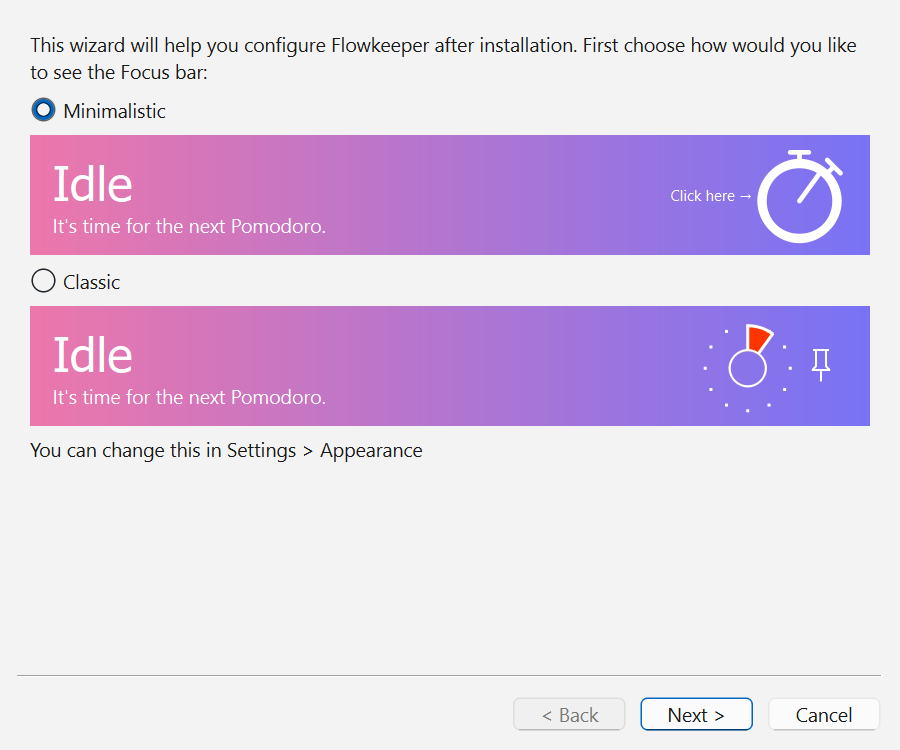 This wizard will help you configure Flowkeeper after installation. First choose how would you like
to see the Focus bar:
Minimalistic
Idle
It's time for the next Pomodoro.
Click here →
Classic
Idle
It's time for the next Pomodoro.
You can change this in Settings > Appearance
< Back
Next >
Cancel